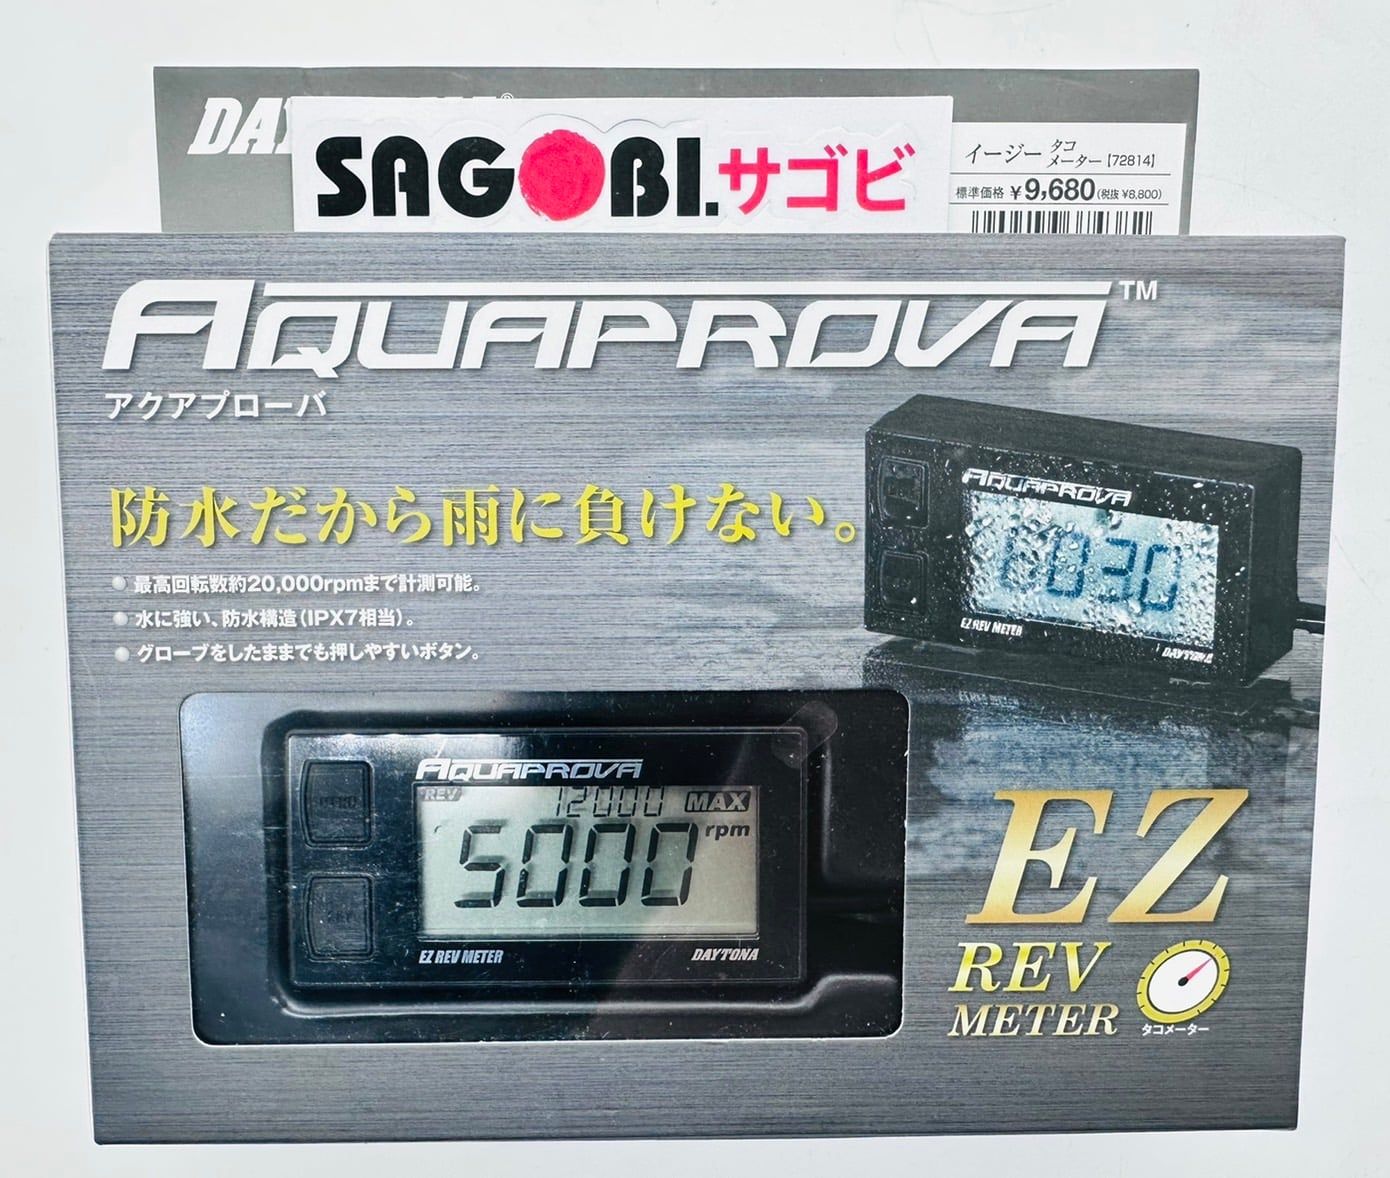 SAGOBI.サゴビ
イージー タコメーター【72814】
標準価格 ¥9,680(税抜 ¥8,800)
AQUAPROVA™
アクアプローバ
防水だから雨に負けない。
最高回転数約20,000rpmまで計測可能。
水に強い、防水構造(IPX7相当)。
グローブをしたままでも押しやすいボタン。
AQUAPROVA
EZ REV METER
DAYTONA
AQUAPROVA
REV 12000 MAX
5000 rpm
EZ REV METER DAYTONA
EZ
REV
METER
タコメーター